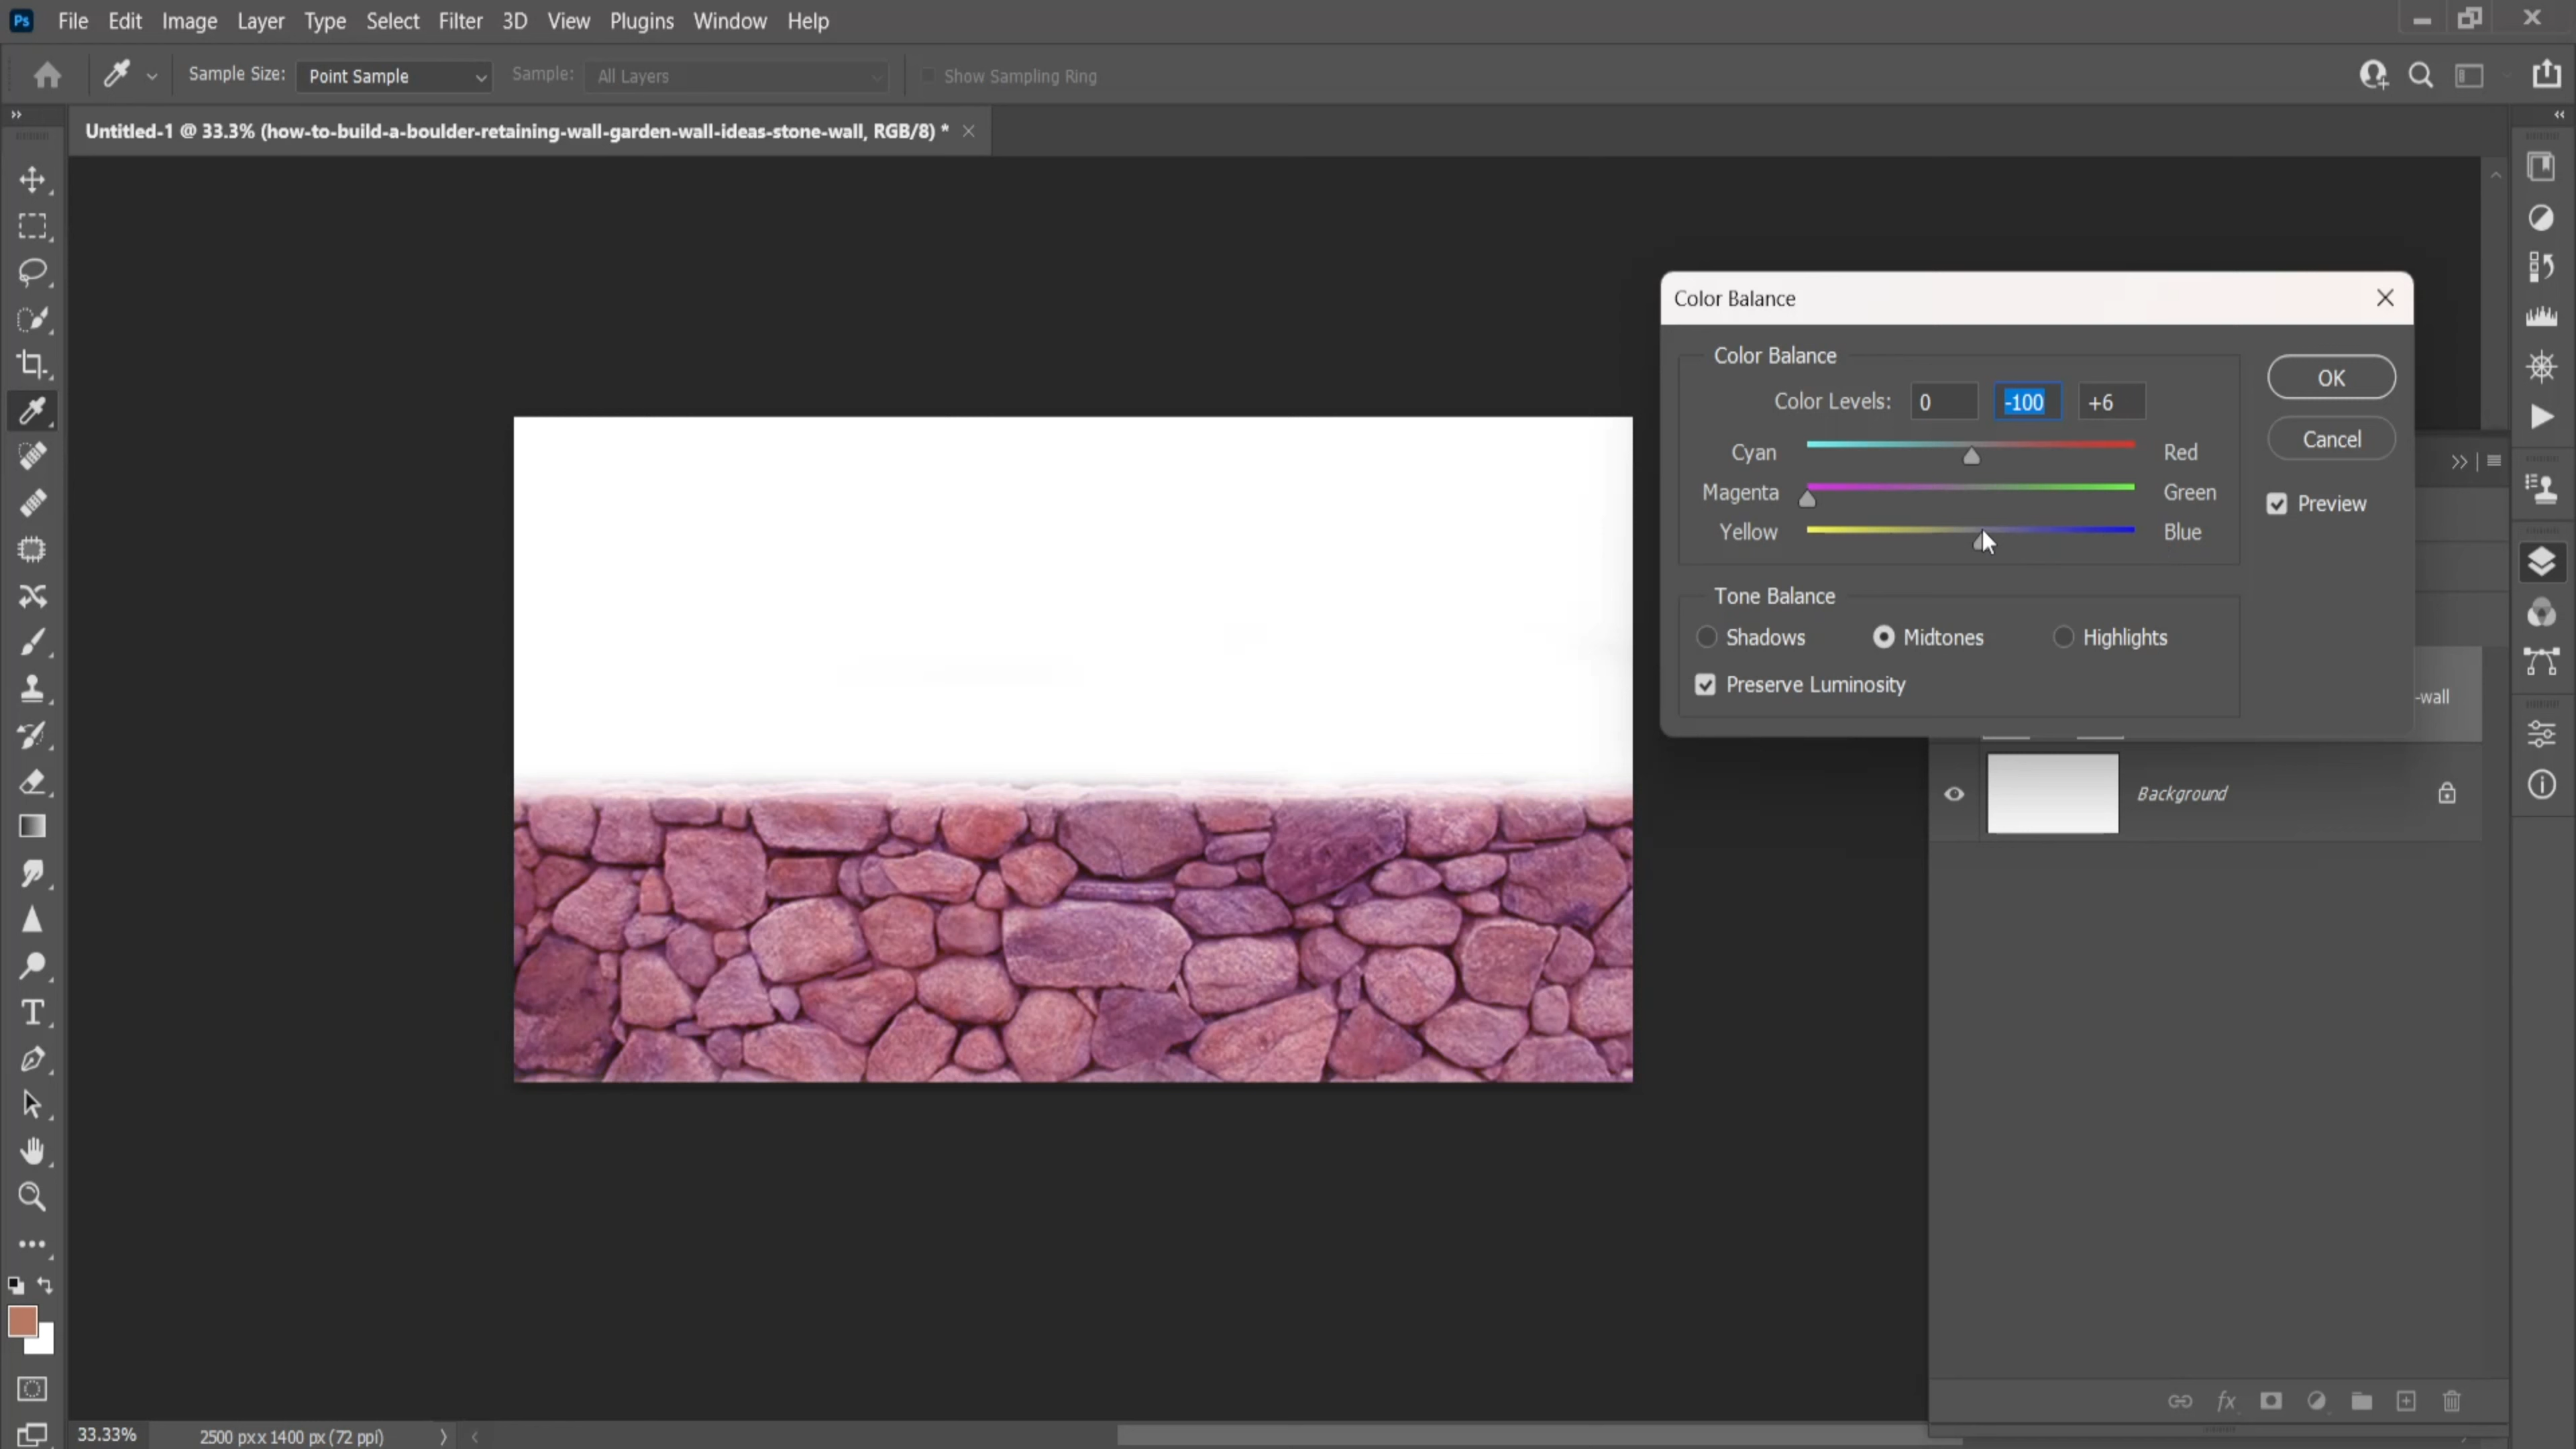 Ps File Edit Image Layer Type Select Filter 3D View Plugins Window Help
Sample Size: Point Sample Sample: All Layers Show Sampling Ring
Untitled-1 @ 33.3% (how-to-build-a-boulder-retaining-wall-garden-wall-ideas-stone-wall, RGB/8) *
Color Balance
Color Balance
Color Levels: 0 -100 +6
Cyan Red
Magenta Green
Yellow Blue
OK
Cancel
Preview
Tone Balance
Shadows Midtones Highlights
Preserve Luminosity
-wall
Background
fx
33.33% 2500 px x 1400 px (72 ppi)